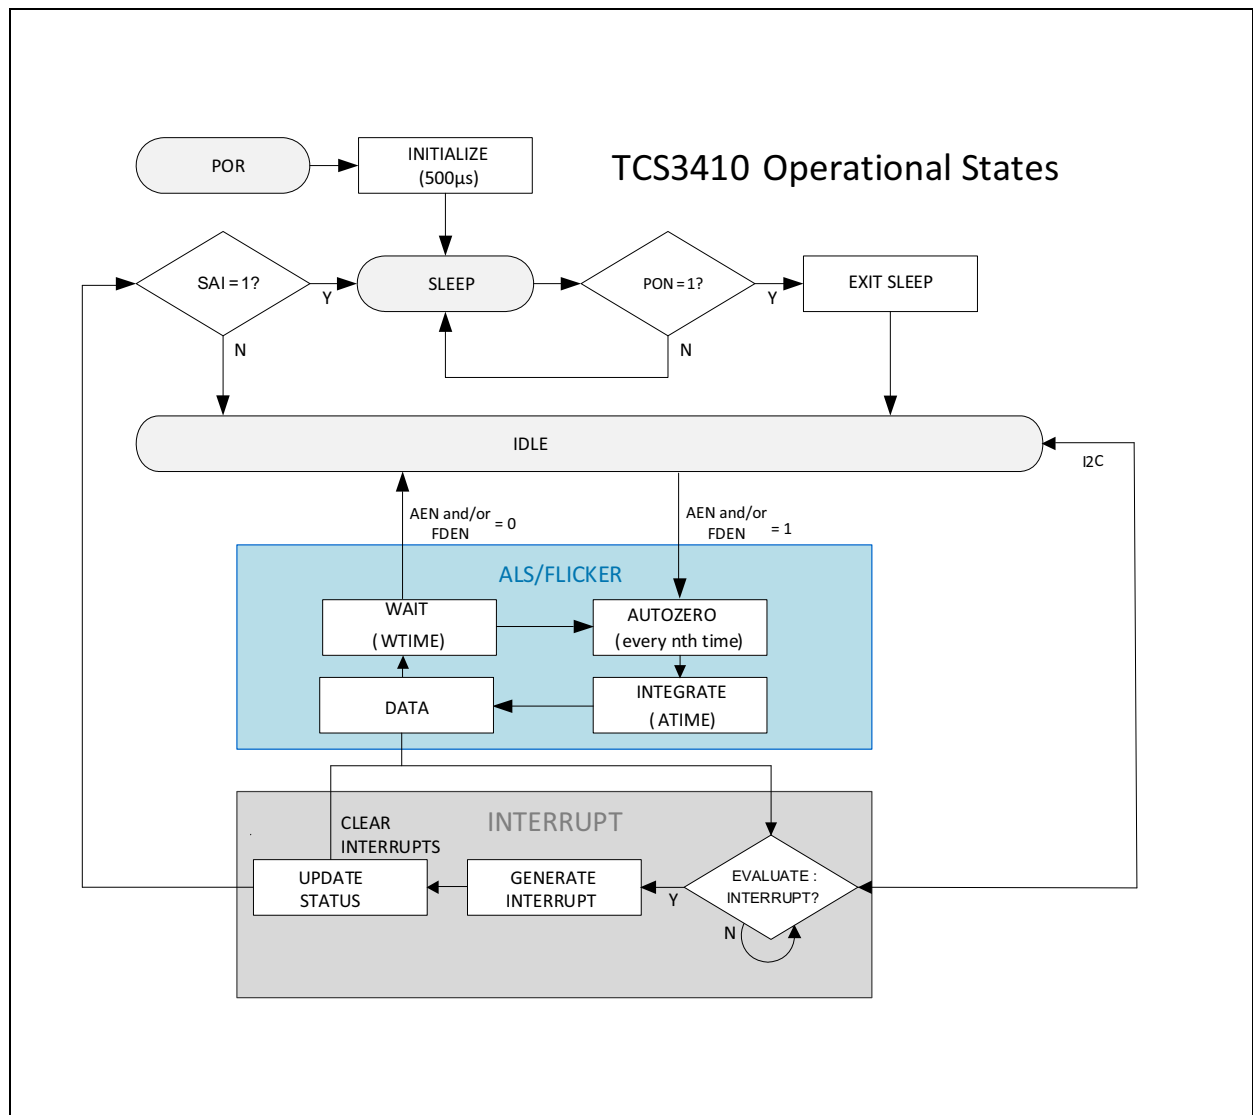 TCS3410 Operational States
POR
INITIALIZE
(500µs)
SAI = 1?
Y
N
SLEEP
PON = 1?
Y
N
EXIT SLEEP
IDLE
I2C
AEN and/or
FDEN = 0
AEN and/or
FDEN = 1
ALS/FLICKER
WAIT
( WTIME)
AUTOZERO
( every nth time)
DATA
INTEGRATE
( ATIME)
INTERRUPT
CLEAR
INTERRUPTS
UPDATE
STATUS
GENERATE
INTERRUPT
Y
EVALUATE :
INTERRUPT?
N